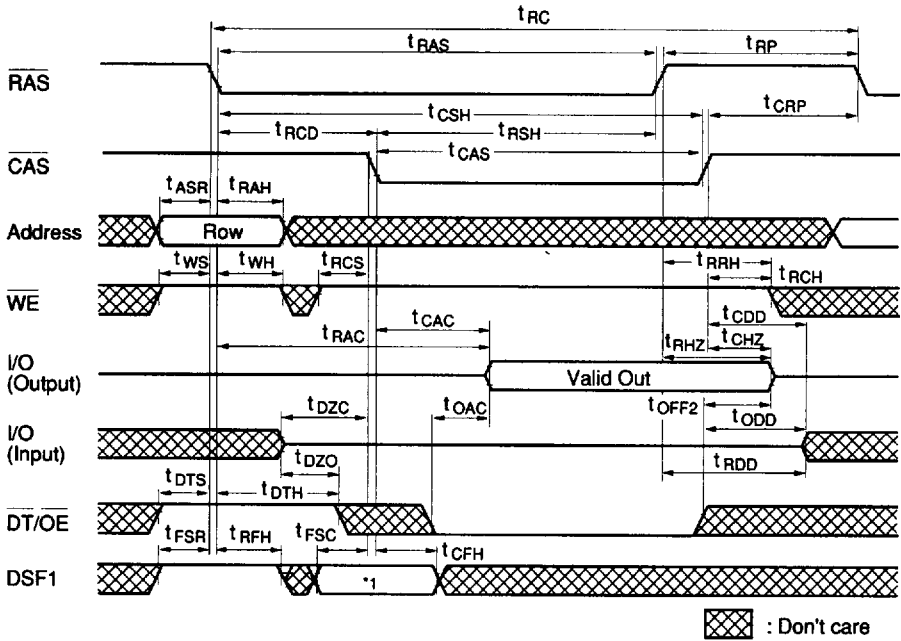 tRC
tRAS tRP
RAS
tCSH tCRP
tRCD tRSH
CAS tCAS
tASR tRAH
Address Row
tWS tWH tRCS tRRH tRCH
WE
tCDD
tCAC
tRAC tRHZ tCHZ
I/O
(Output) Valid Out
tDZC tOAC tOFF2 tODD
I/O
(Input)
tDZO tRDD
tDTS tDTH
DT/OE
tFSR tRFH tFSC tCFH
DSF1 *1
: Don't care